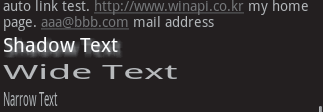 auto link test. http://www.winapi.co.kr my home
page. aaa@bbb.com mail address
Shadow Text
Wide Text
Narrow Text